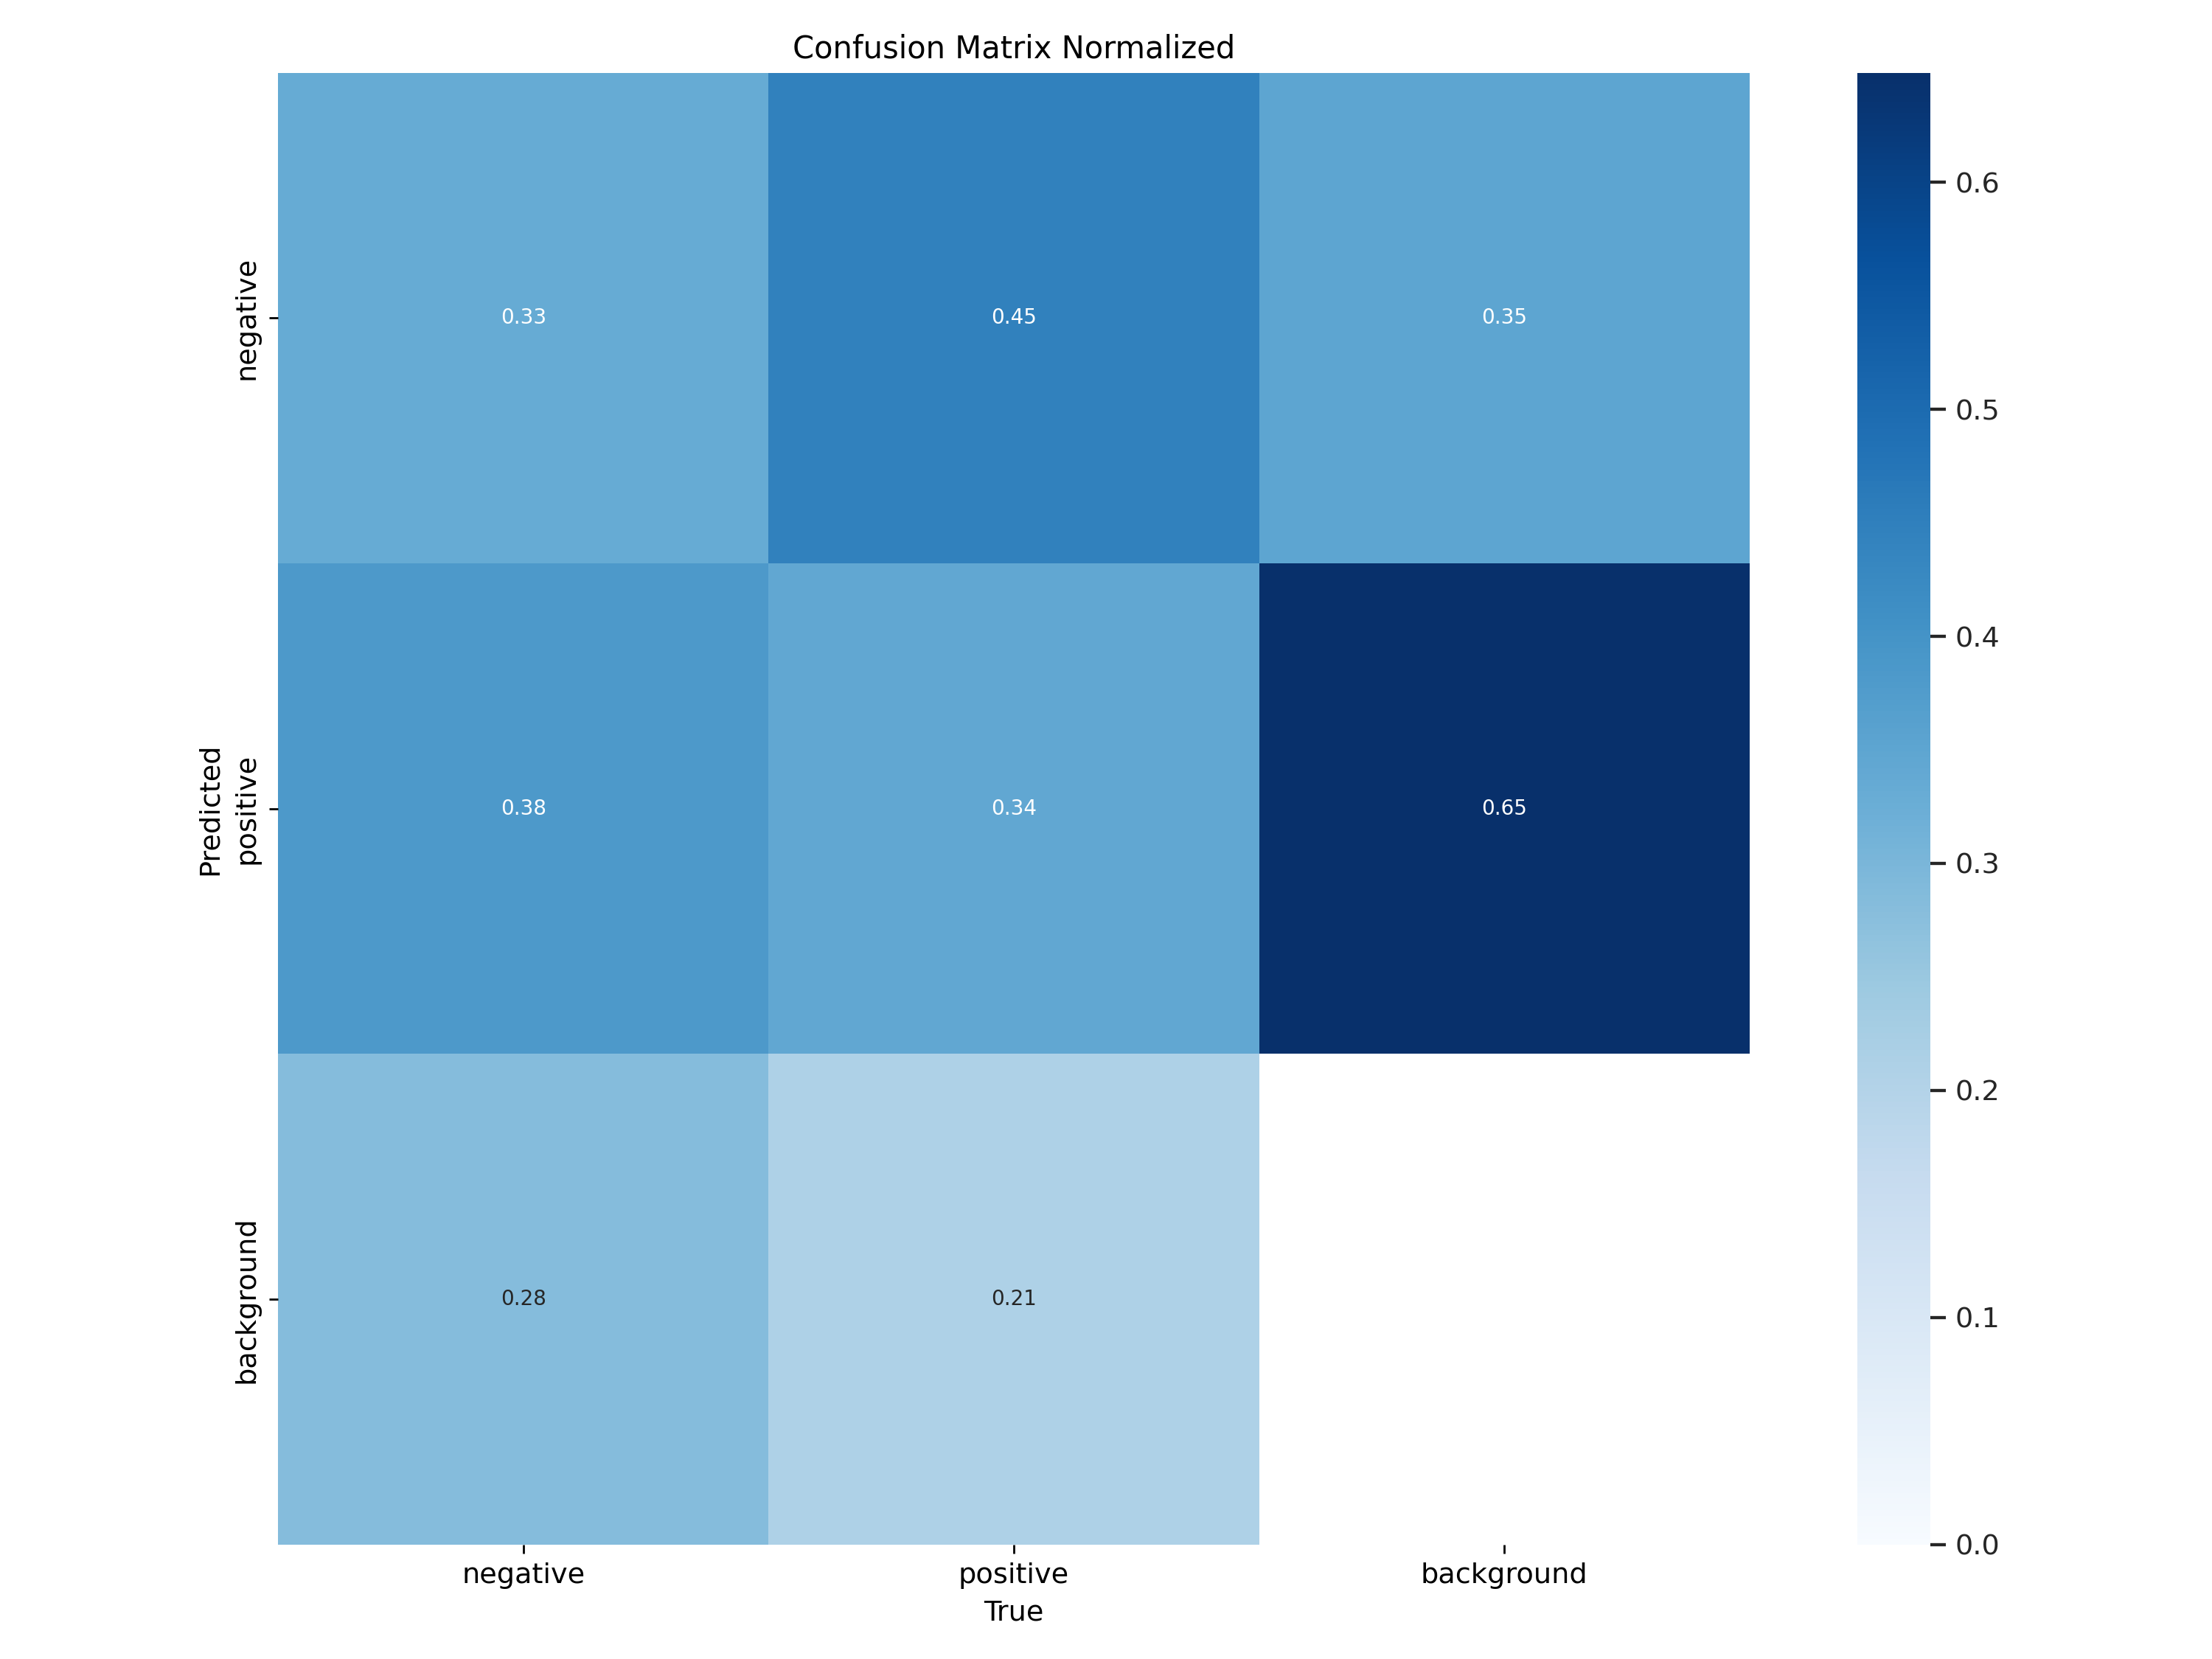 Confusion Matrix Normalized
negative
0.33
0.45
0.35
Predicted
positive
0.38
0.34
0.65
background
0.28
0.21
negative
positive
background
True
0.6
0.5
0.4
0.3
0.2
0.1
0.0